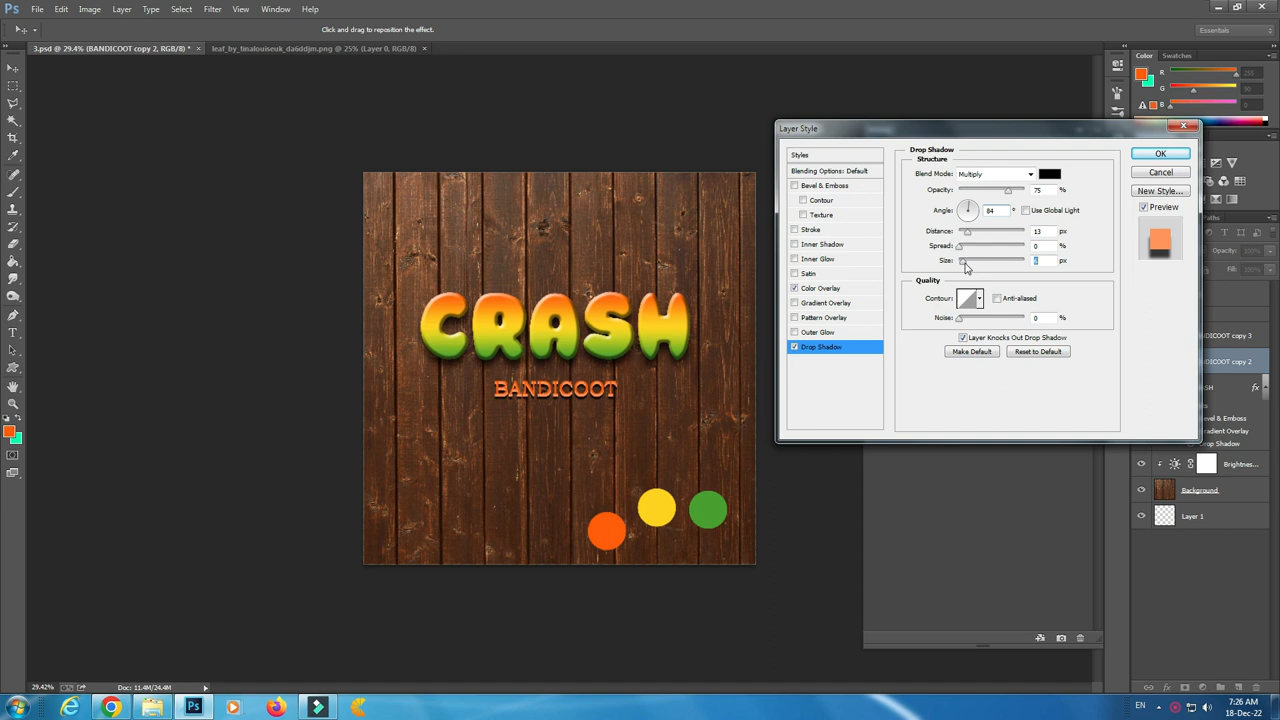 Ps File Edit Image Layer Type Select Filter View Window Help
Click and drag to reposition the effect.
Essentials
3.psd @ 29.4% (BANDICOOT copy 2, RGB/8) *
leaf_by_tinalouiseuk_da6ddjm.png @ 25% (Layer 0, RGB/8)
Color Swatches
R 255
G 90
B 0
Layer Style
Styles
Blending Options: Default
Bevel & Emboss
Contour
Texture
Stroke
Inner Shadow
Inner Glow
Satin
Color Overlay
Gradient Overlay
Pattern Overlay
Outer Glow
Drop Shadow
Drop Shadow
Structure
Blend Mode: Multiply
Opacity: 75 %
Angle: 84 ° Use Global Light
Distance: 13 px
Spread: 0 %
Size: px
Quality
Contour: Anti-aliased
Noise: 0 %
Layer Knocks Out Drop Shadow
Make Default Reset to Default
OK
Cancel
New Style...
Preview
CRASH
BANDICOOT
Paths
Opacity:
Fill:
BANDICOOT copy 3
BANDICOOT copy 2
fx
Bevel & Emboss
Gradient Overlay
Drop Shadow
Brightnes...
Background
Layer 1
29.42% Doc: 11.4M/24.4M
Ps
EN
7:26 AM
18-Dec-22